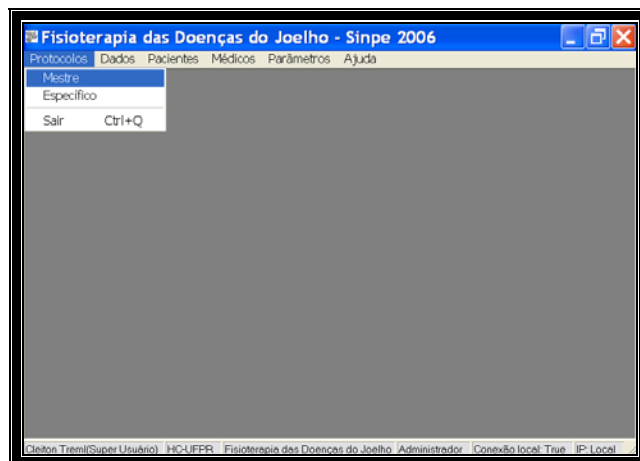 Fisioterapia das Doenças do Joelho - Sinpe 2006
Protocolos Dados Pacientes Médicos Parâmetros Ajuda
Mestre
Específico
Sair Ctrl+Q
Cleiton Treml(Super Usuário) HC-UFPR Fisioterapia das Doenças do Joelho Administrador Conexão local: True IP: Local